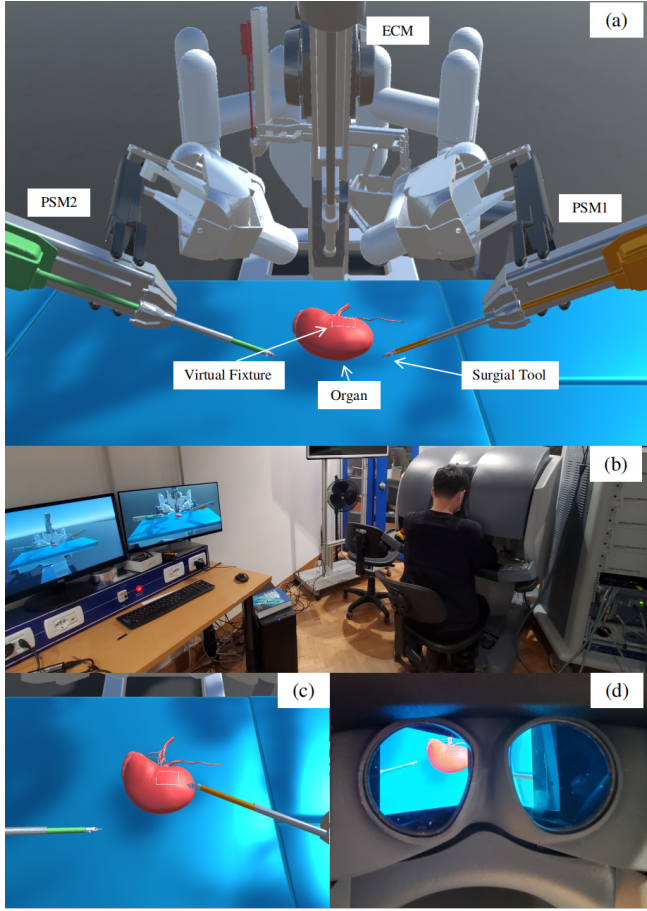 ECM
(a)
PSM2
PSM1
Virtual Fixture
Surgial Tool
Organ
(b)
(c)
(d)